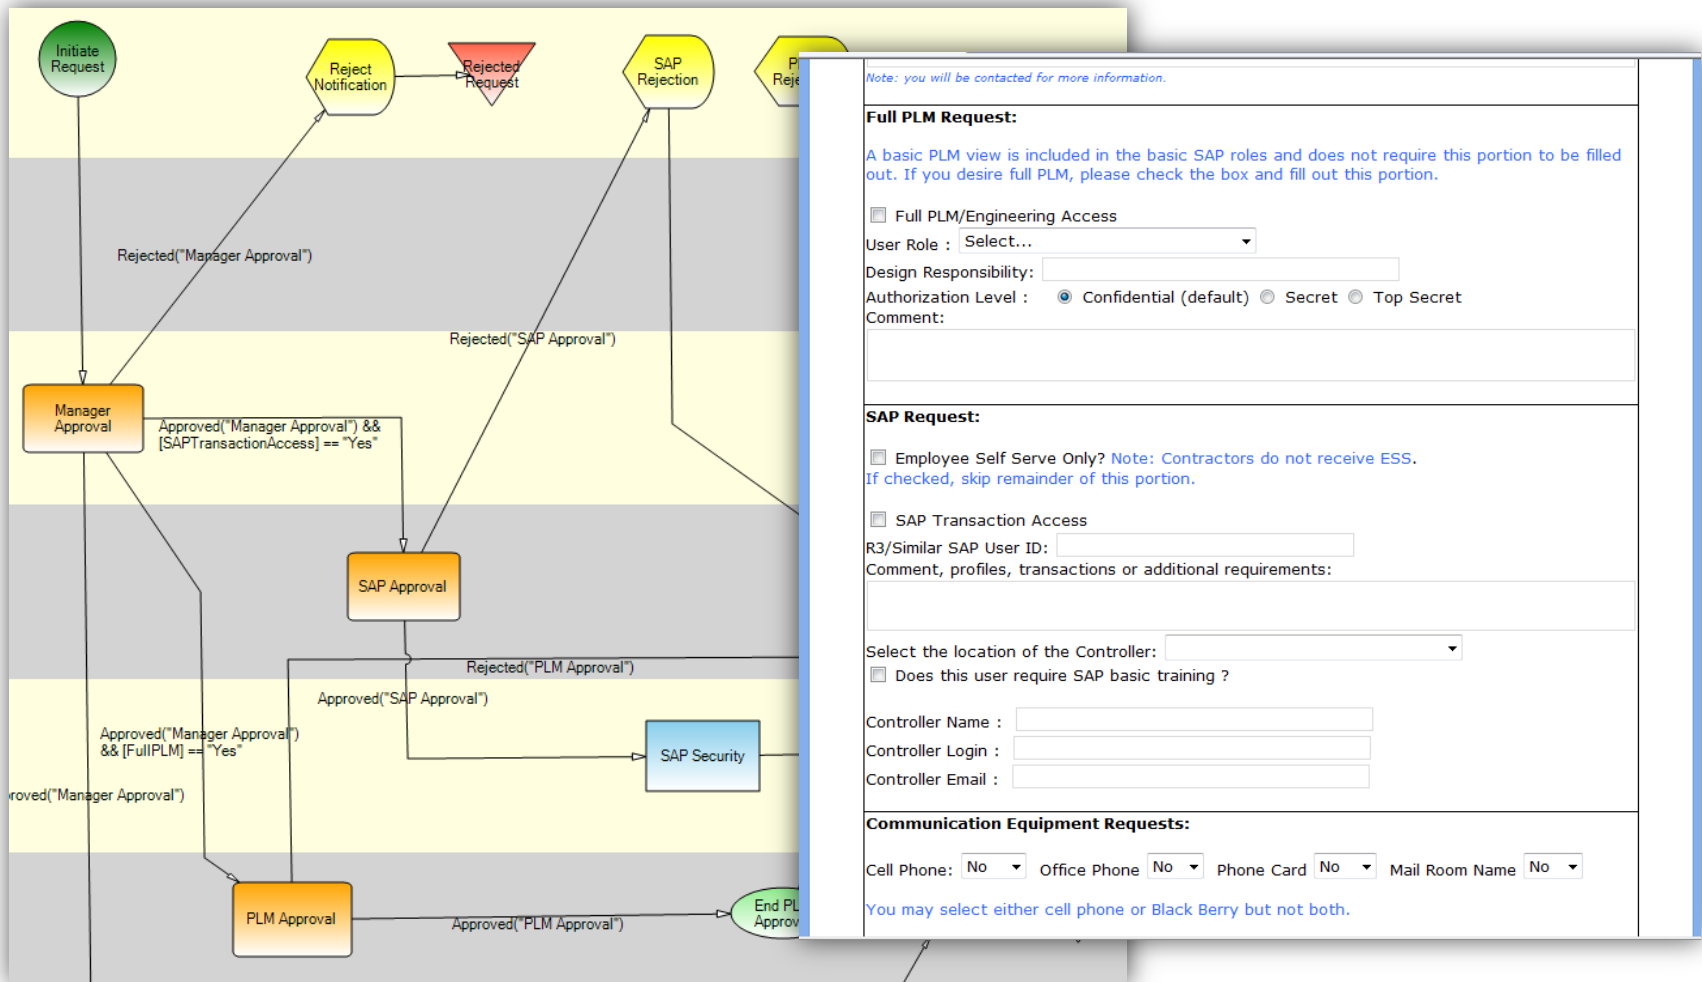 Initiate
Request
Reject
Notification
Rejected
Request
SAP
Rejection
Rejected("Manager Approval")
Rejected("SAP Approval")
Manager
Approval
Approved("Manager Approval") &&
[SAPTransactionAccess] == "Yes"
SAP Approval
Rejected("PLM Approval")
Approved("SAP Approval")
Approved("Manager Approval")
&& [FullPLM] == "Yes"
SAP Security
roved("Manager Approval")
PLM Approval
Approved("PLM Approval")
End PL
Approv
Note: you will be contacted for more information.
Full PLM Request:
A basic PLM view is included in the basic SAP roles and does not require this portion to be filled
out. If you desire full PLM, please check the box and fill out this portion.
Full PLM/Engineering Access
User Role : Select...
Design Responsibility:
Authorization Level : Confidential (default) Secret Top Secret
Comment:
SAP Request:
Employee Self Serve Only? Note: Contractors do not receive ESS.
If checked, skip remainder of this portion.
SAP Transaction Access
R3/Similar SAP User ID:
Comment, profiles, transactions or additional requirements:
Select the location of the Controller:
Does this user require SAP basic training ?
Controller Name :
Controller Login :
Controller Email :
Communication Equipment Requests:
Cell Phone: No Office Phone No Phone Card No Mail Room Name No
You may select either cell phone or Black Berry but not both.